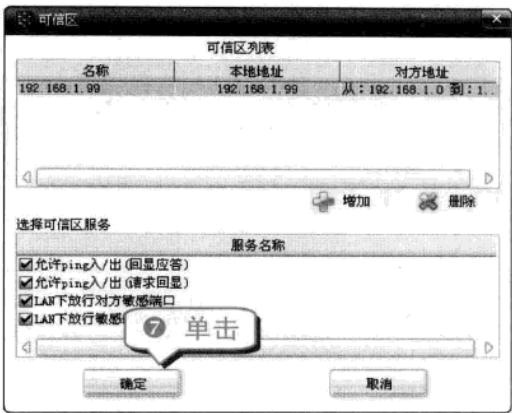 可信区
可信区列表
名称 本地地址 对方地址
192.168.1.99 192.168.1.99 从：192.168.1.0 到：1..
增加 删除
选择可信区服务
服务名称
允许ping入/出(回显应答)
允许ping入/出(请求回显)
LAN下放行对方敏感端口
LAN下放行敏感
7 单击
确定 取消